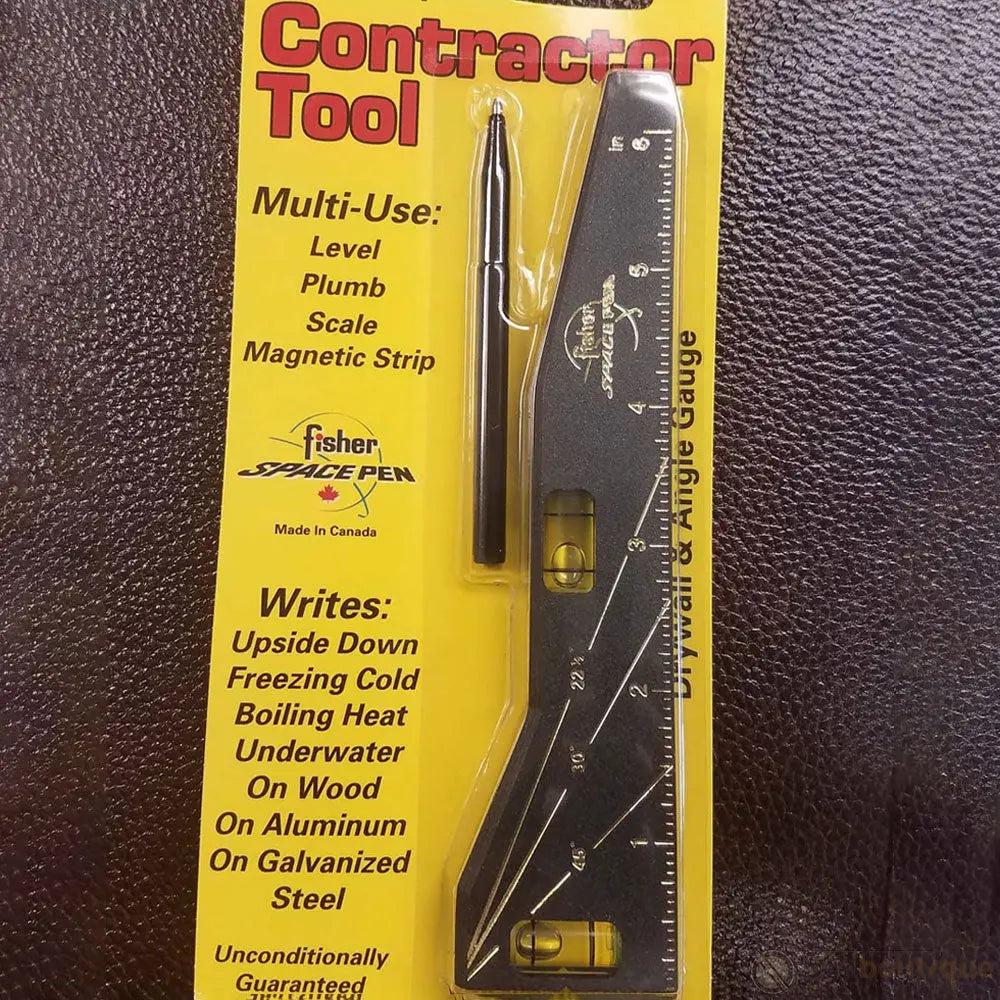 Contractor
Tool
Multi-Use:
Level
Plumb
Scale
Magnetic Strip
fisher
SPACE PEN
Made In Canada
Writes:
Upside Down
Freezing Cold
Boiling Heat
Underwater
On Wood
On Aluminum
On Galvanized
Steel
Unconditionally
Guaranteed
in
6
5
fisher
SPACE PEN
4
3
22½°
2
30°
1
45°
Drywall & Angle Gauge